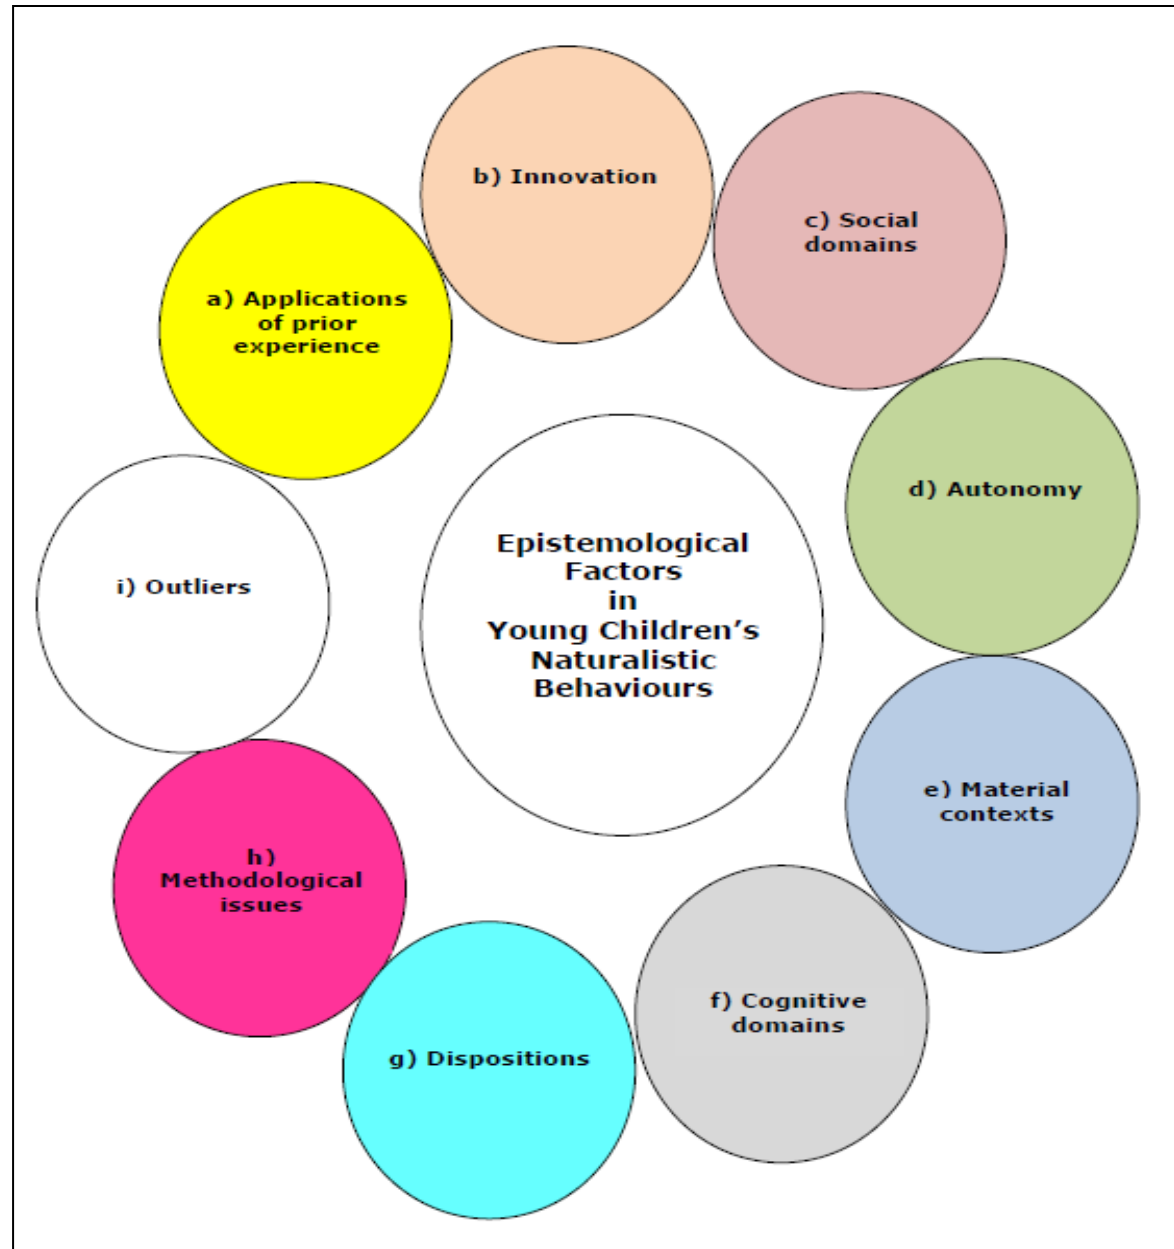 b) Innovation
c) Social
domains
a) Applications
of prior
experience
d) Autonomy
Epistemological
Factors
in
Young Children’s
Naturalistic
Behaviours
i) Outliers
e) Material
contexts
h)
Methodological
issues
f) Cognitive
domains
g) Dispositions